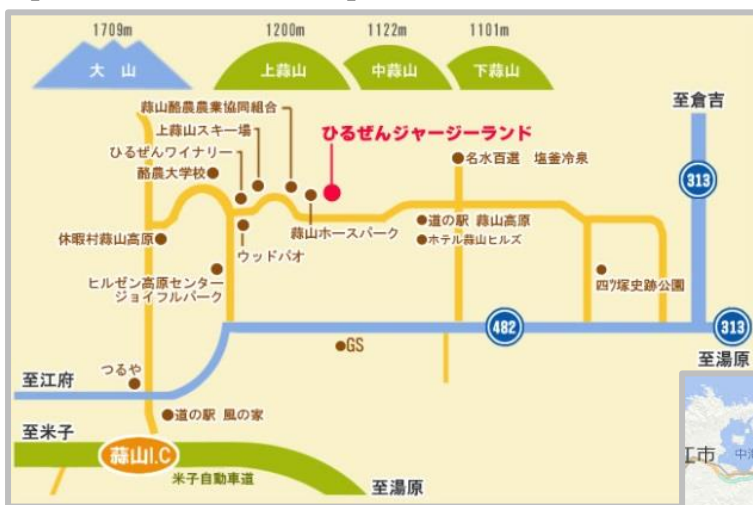 1709m
1200m
1122m
1101m
大山
上蒜山
中蒜山
下蒜山
至倉吉
蒜山酪農農業協同組合
上蒜山スキー場
ひるぜんワイナリー
酪農大学校
ひるぜんジャージーランド
名水百選 塩釜冷泉
313
休暇村蒜山高原
ウッドパオ
蒜山ホースパーク
道の駅 蒜山高原
ホテル蒜山ヒルズ
ヒルゼン高原センター
ジョイフルパーク
四ツ塚史跡公園
482
313
GS
至湯原
つるや
至江府
道の駅 風の家
至米子
蒜山I.C
米子自動車道
至湯原
江市
中海